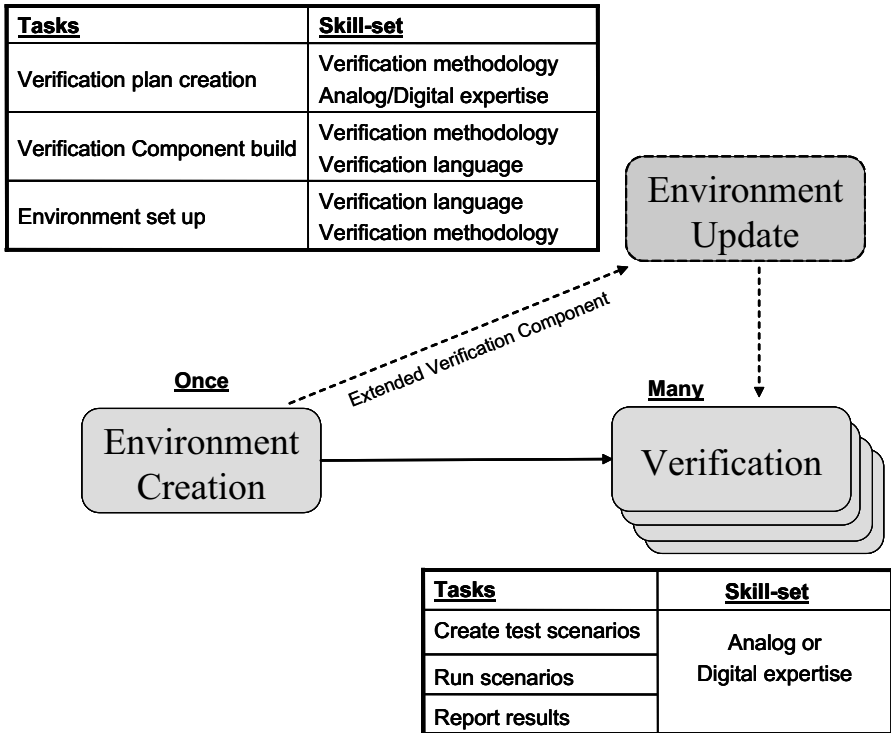 Tasks Skill-set
Verification plan creation
Verification methodology
Analog/Digital expertise
Verification Component build
Verification methodology
Verification language
Environment set up
Verification language
Verification methodology
Environment
Update
Extended Verification Component
Once
Many
Environment
Creation
Verification
Tasks Skill-set
Create test scenarios
Run scenarios
Report results
Analog or
Digital expertise